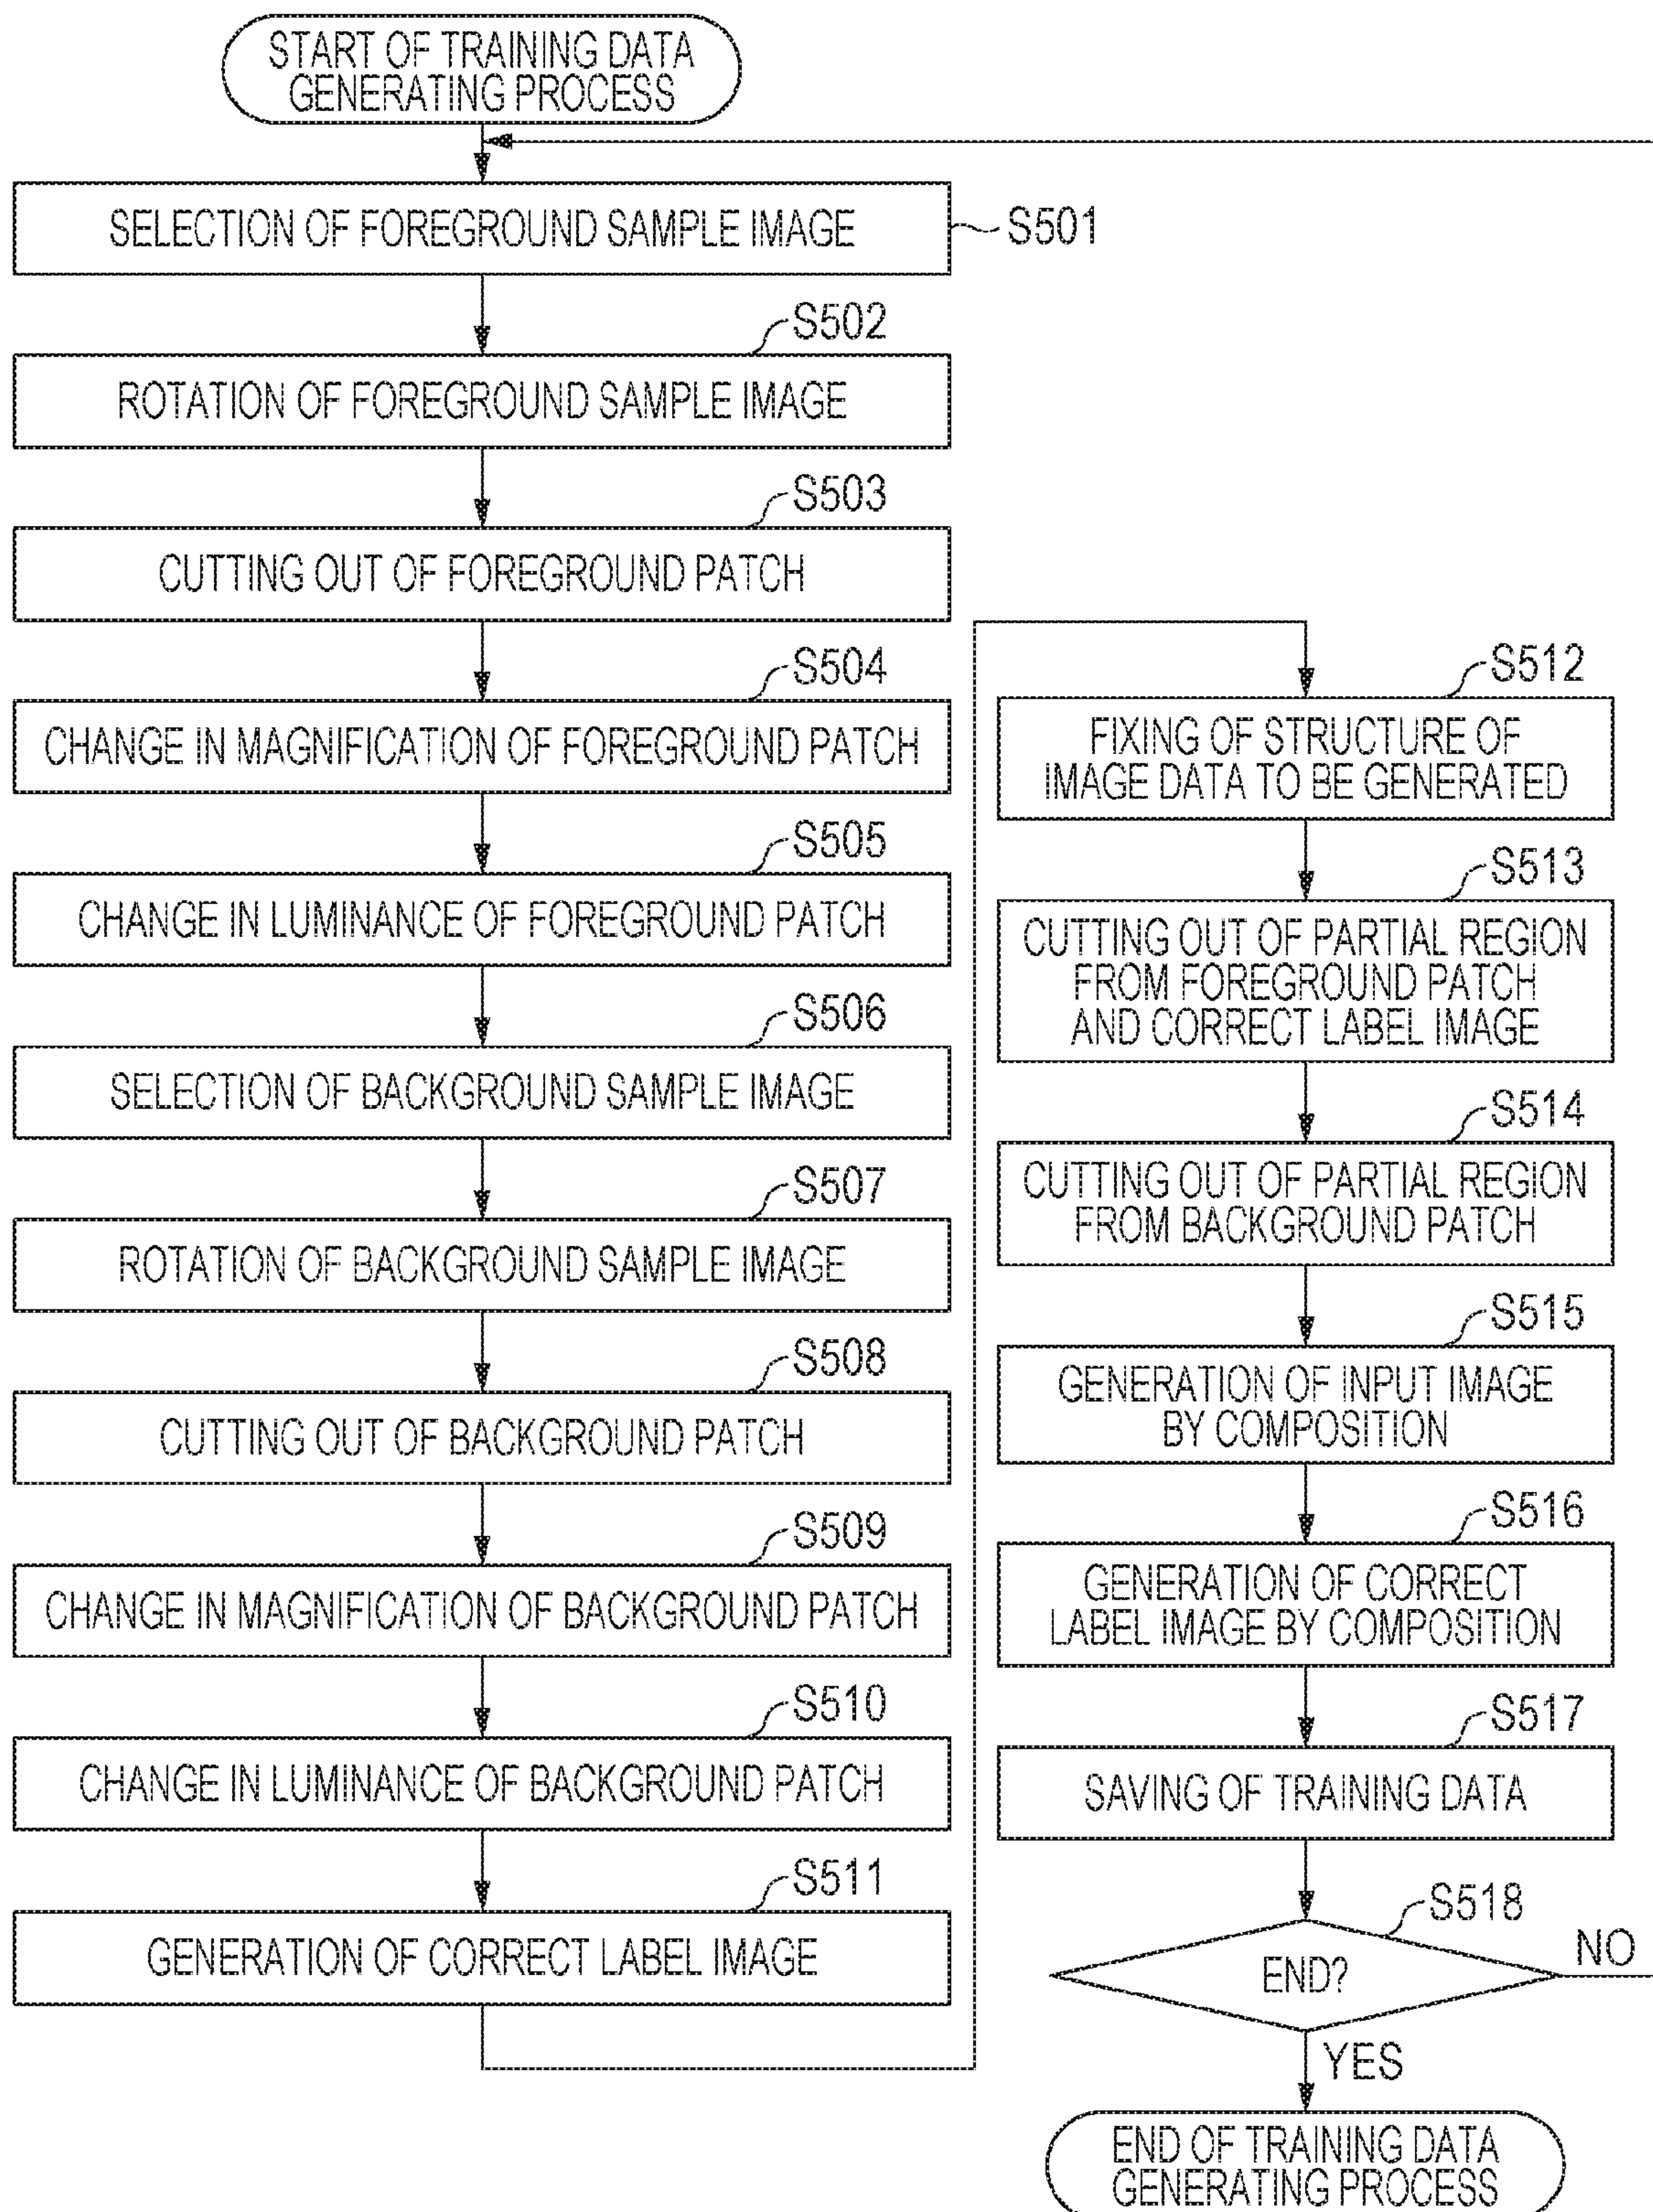 START OF TRAINING DATA
GENERATING PROCESS
SELECTION OF FOREGROUND SAMPLE IMAGE
S501
S502
ROTATION OF FOREGROUND SAMPLE IMAGE
S503
CUTTING OUT OF FOREGROUND PATCH
S504
CHANGE IN MAGNIFICATION OF FOREGROUND PATCH
S505
CHANGE IN LUMINANCE OF FOREGROUND PATCH
S506
SELECTION OF BACKGROUND SAMPLE IMAGE
S507
ROTATION OF BACKGROUND SAMPLE IMAGE
S508
CUTTING OUT OF BACKGROUND PATCH
S509
CHANGE IN MAGNIFICATION OF BACKGROUND PATCH
S510
CHANGE IN LUMINANCE OF BACKGROUND PATCH
S511
GENERATION OF CORRECT LABEL IMAGE
S512
FIXING OF STRUCTURE OF
IMAGE DATA TO BE GENERATED
S513
CUTTING OUT OF PARTIAL REGION
FROM FOREGROUND PATCH
AND CORRECT LABEL IMAGE
S514
CUTTING OUT OF PARTIAL REGION
FROM BACKGROUND PATCH
S515
GENERATION OF INPUT IMAGE
BY COMPOSITION
S516
GENERATION OF CORRECT
LABEL IMAGE BY COMPOSITION
S517
SAVING OF TRAINING DATA
S518
END?
NO
YES
END OF TRAINING DATA
GENERATING PROCESS